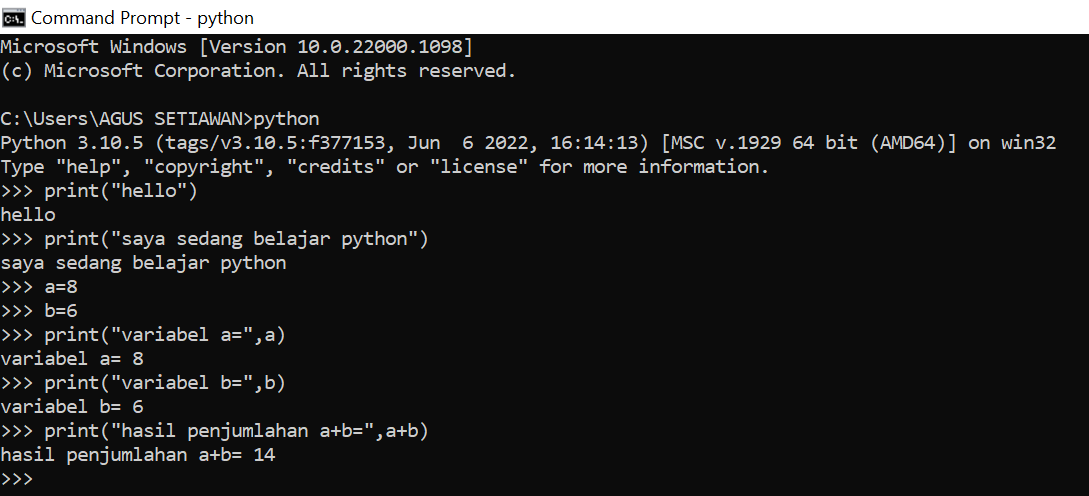 Command Prompt - python
Microsoft Windows [Version 10.0.22000.1098]
(c) Microsoft Corporation. All rights reserved.
C:\Users\AGUS SETIAWAN>python
Python 3.10.5 (tags/v3.10.5:f377153, Jun  6 2022, 16:14:13) [MSC v.1929 64 bit (AMD64)] on win32
Type "help", "copyright", "credits" or "license" for more information.
>>> print("hello")
hello
>>> print("saya sedang belajar python")
saya sedang belajar python
>>> a=8
>>> b=6
>>> print("variabel a=",a)
variabel a= 8
>>> print("variabel b=",b)
variabel b= 6
>>> print("hasil penjumlahan a+b=",a+b)
hasil penjumlahan a+b= 14
>>>